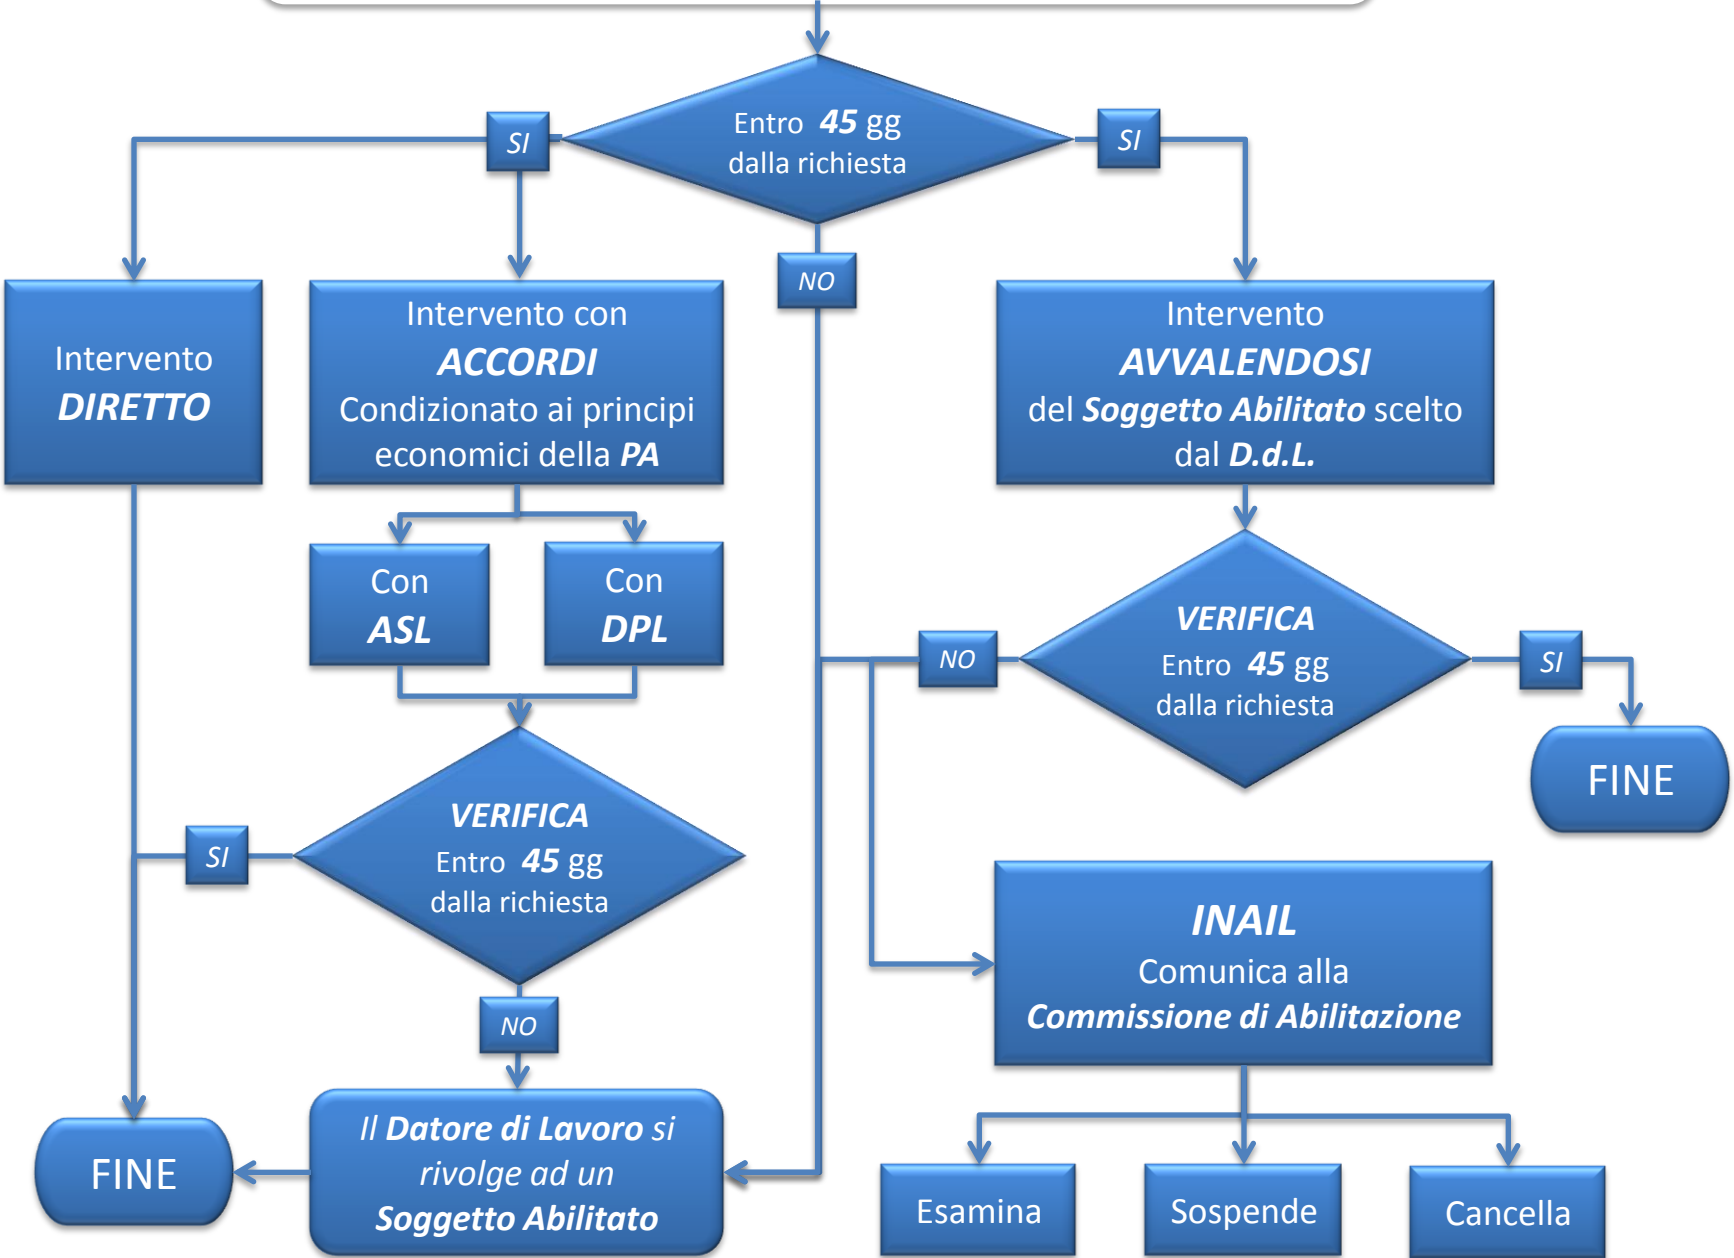 Entro 45 gg
dalla richiesta
SI
SI
NO
Intervento
DIRETTO
Intervento con
ACCORDI
Condizionato ai principi
economici della PA
Intervento
AVVALENDOSI
del Soggetto Abilitato scelto
dal D.d.L.
Con
ASL
Con
DPL
VERIFICA
Entro 45 gg
dalla richiesta
NO
SI
FINE
VERIFICA
Entro 45 gg
dalla richiesta
SI
NO
INAIL
Comunica alla
Commissione di Abilitazione
Il Datore di Lavoro si
rivolge ad un
Soggetto Abilitato
FINE
Esamina
Sospende
Cancella